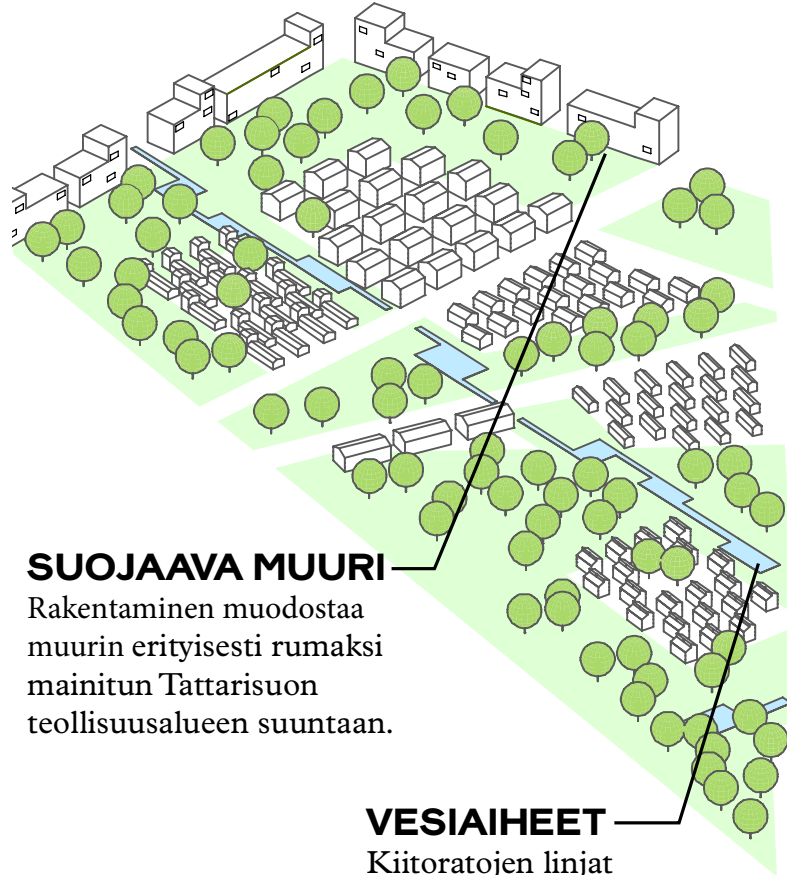 SUOJAAVA MUURI
Rakentaminen muodostaa
muurin erityisesti rumaksi
mainitun Tattarisuon
teollisuusalueen suuntaan.
VESIAIHEET
Kiitoratojen linjat